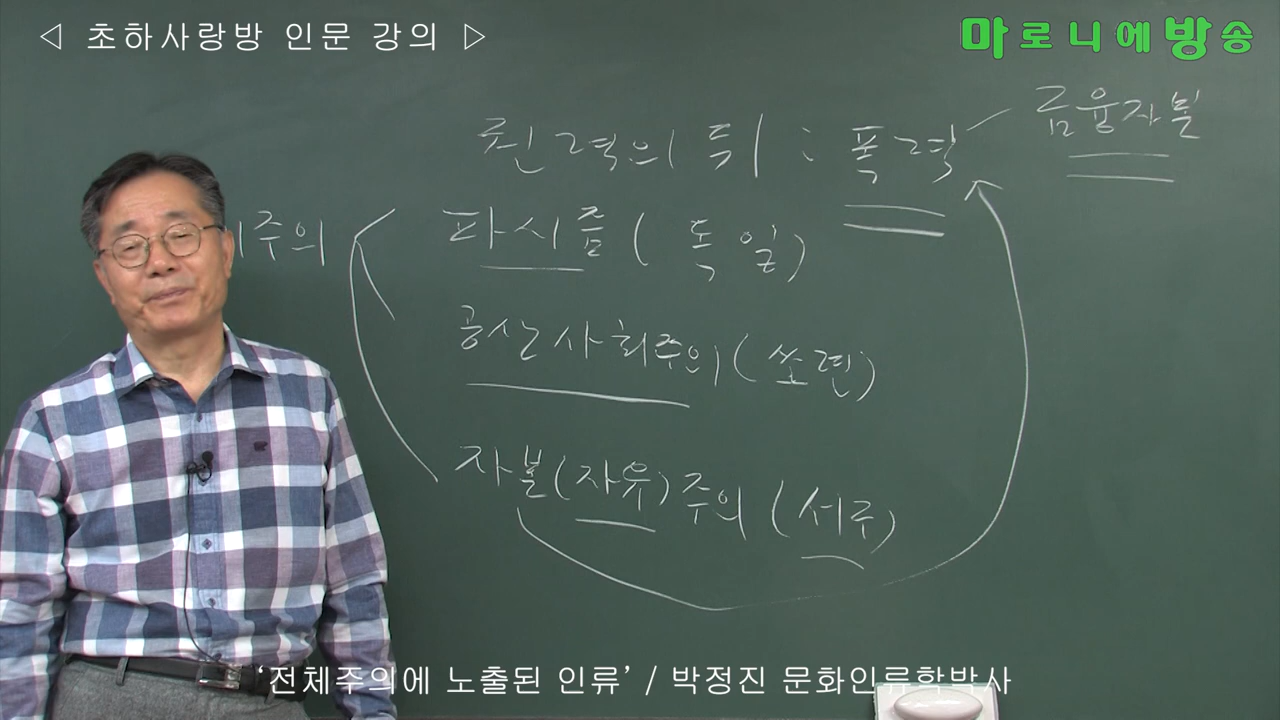 ◁ 초하사랑방 인문 강의 ▷
마로니에방송
금융자본
권력의 뒤 : 폭력
주의
파시즘 (독일)
공산사회주의 (쏘련)
자본(자유)주의 (서구)
‘전체주의에 노출된 인류’ / 박정진 문화인류학박사